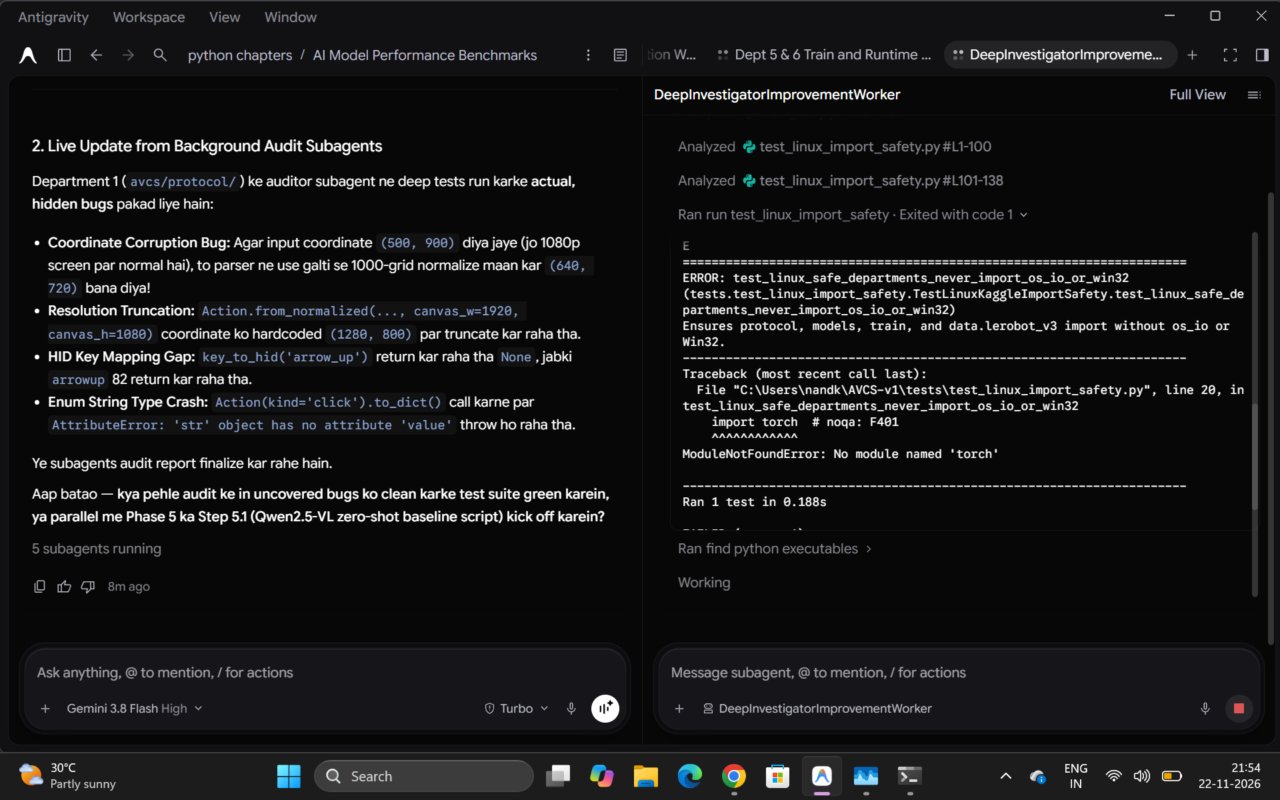 Antigravity Workspace View Window
python chapters / AI Model Performance Benchmarks
tion W... Dept 5 & 6 Train and Runtime ... DeepInvestigatorImproveme...
2. Live Update from Background Audit Subagents
Department 1 ( avcs/protocol/ ) ke auditor subagent ne deep tests run karke actual,
hidden bugs pakad liye hain:
• Coordinate Corruption Bug: Agar input coordinate (500, 900) diya jaye (jo 1080p
screen par normal hai), to parser ne use galti se 1000-grid normalize maan kar (640,
720) bana diya!
• Resolution Truncation: Action.from_normalized(..., canvas_w=1920,
canvas_h=1080) coordinate ko hardcoded (1280, 800) par truncate kar raha tha.
• HID Key Mapping Gap: key_to_hid('arrow_up') return kar raha tha None , jabki
arrowup 82 return kar raha tha.
• Enum String Type Crash: Action(kind='click').to_dict() call karne par
AttributeError: 'str' object has no attribute 'value' throw ho raha tha.
Ye subagents audit report finalize kar rahe hain.
Aap batao — kya pehle audit ke in uncovered bugs ko clean karke test suite green karein,
ya parallel me Phase 5 ka Step 5.1 (Qwen2.5-VL zero-shot baseline script) kick off karein?
5 subagents running
8m ago
Ask anything, @ to mention, / for actions
Gemini 3.8 Flash High
Turbo
DeepInvestigatorImprovementWorker
Full View
Analyzed test_linux_import_safety.py#L1-100
Analyzed test_linux_import_safety.py#L101-138
Ran run test_linux_import_safety · Exited with code 1
E
======================================================================
ERROR: test_linux_safe_departments_never_import_os_io_or_win32
(tests.test_linux_import_safety.TestLinuxKaggleImportSafety.test_linux_safe_de
partments_never_import_os_io_or_win32)
Ensures protocol, models, train, and data.lerobot_v3 import without os_io or
Win32.
----------------------------------------------------------------------
Traceback (most recent call last):
File "C:\Users\nandk\AVCS-v1\tests\test_linux_import_safety.py", line 20, in
test_linux_safe_departments_never_import_os_io_or_win32
import torch # noqa: F401
^^^^^^^^^^^^
ModuleNotFoundError: No module named 'torch'
----------------------------------------------------------------------
Ran 1 test in 0.188s
Ran find python executables
Working
Message subagent, @ to mention, / for actions
DeepInvestigatorImprovementWorker
30°C
Partly sunny
Search
ENG
IN
21:54
22-11-2026